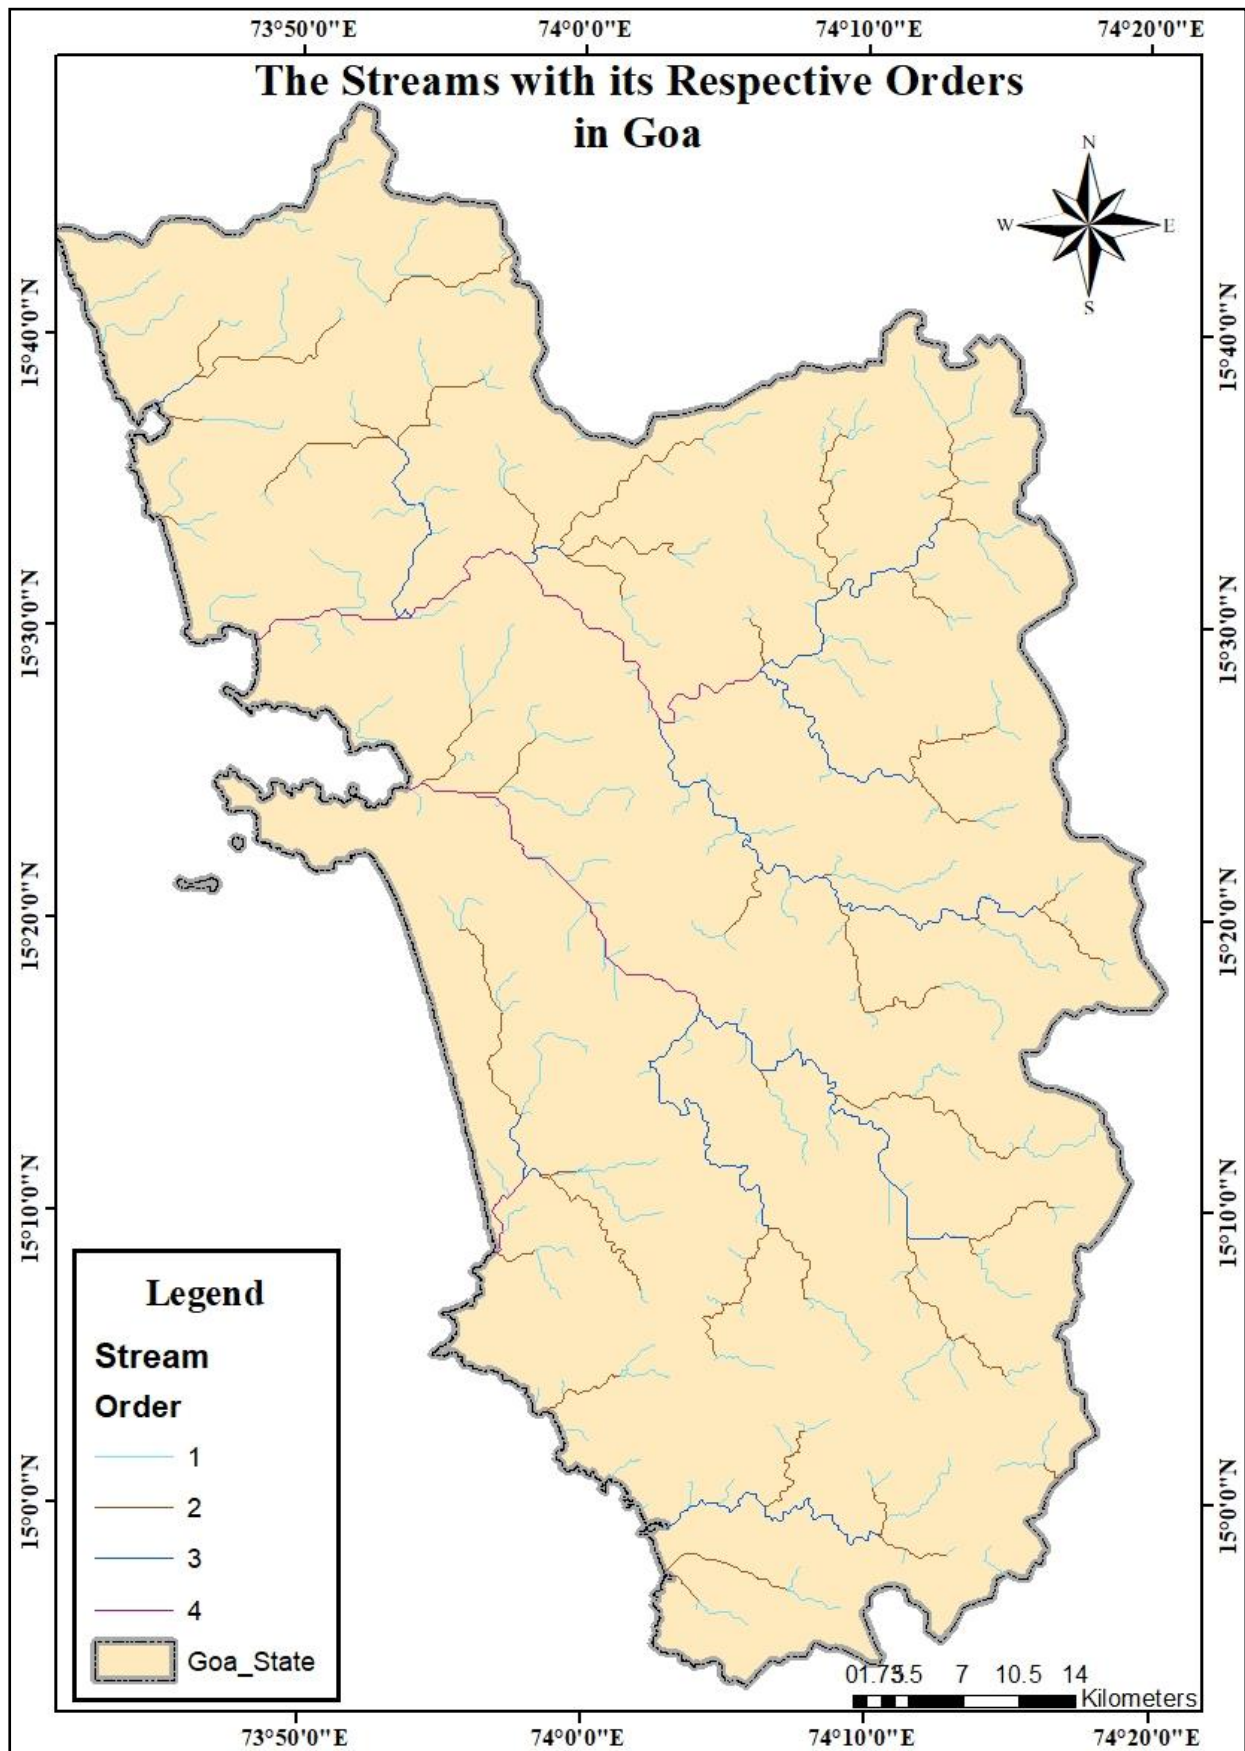 73°50'0"E 74°0'0"E 74°10'0"E 74°20'0"E
The Streams with its Respective Orders
in Goa
N
W E
S
15°40'0"N 15°40'0"N
15°30'0"N 15°30'0"N
15°20'0"N 15°20'0"N
15°10'0"N 15°10'0"N
Legend
Stream
Order
1
2
3
4
Goa_State
15°0'0"N 15°0'0"N
01.753.5 7 10.5 14
Kilometers
73°50'0"E 74°0'0"E 74°10'0"E 74°20'0"E